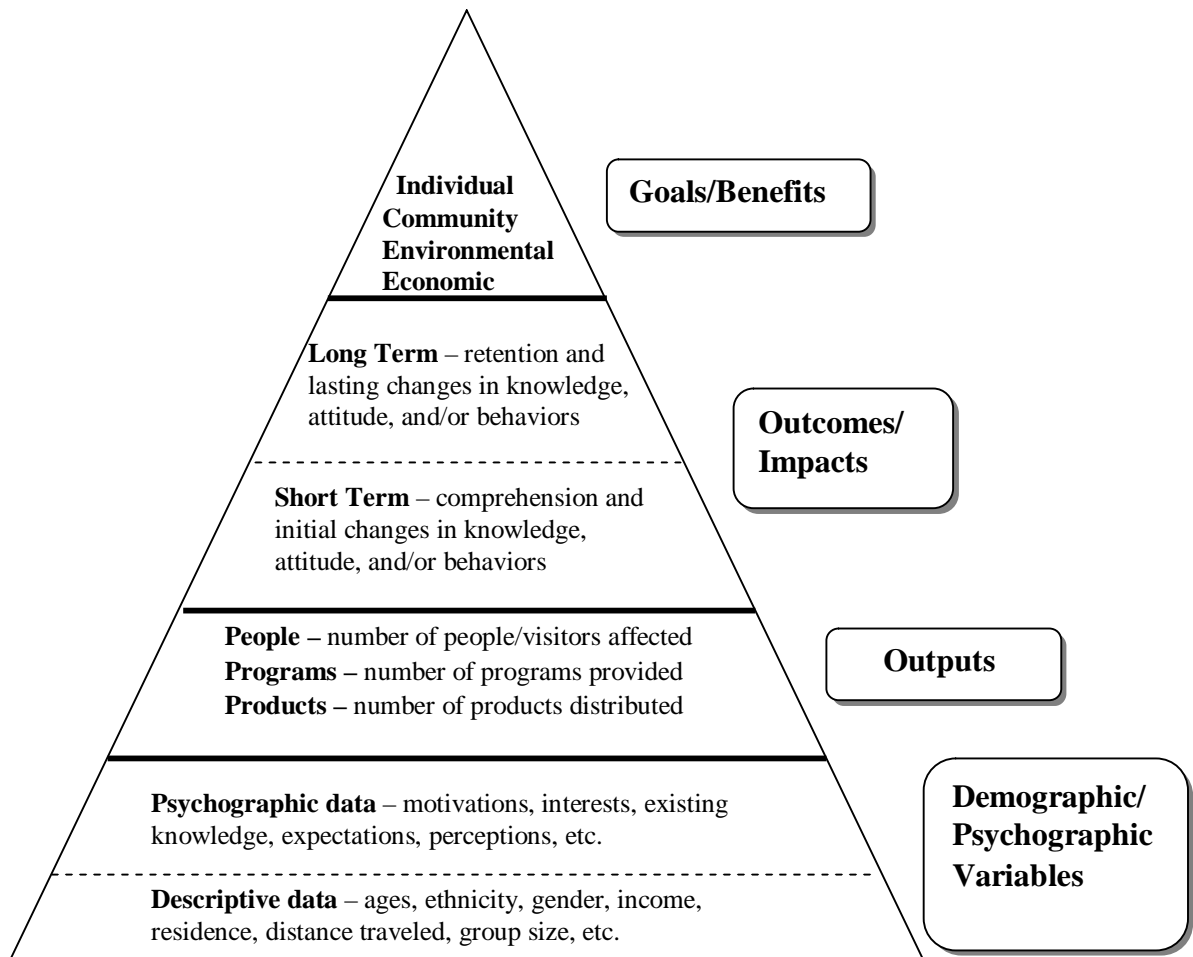 Individual
Community
Environmental
Economic
Goals/Benefits
Long Term – retention and
lasting changes in knowledge,
attitude, and/or behaviors
Outcomes/
Impacts
Short Term – comprehension and
initial changes in knowledge,
attitude, and/or behaviors
People – number of people/visitors affected
Programs – number of programs provided
Products – number of products distributed
Outputs
Psychographic data – motivations, interests, existing
knowledge, expectations, perceptions, etc.
Descriptive data – ages, ethnicity, gender, income,
residence, distance traveled, group size, etc.
Demographic/
Psychographic
Variables